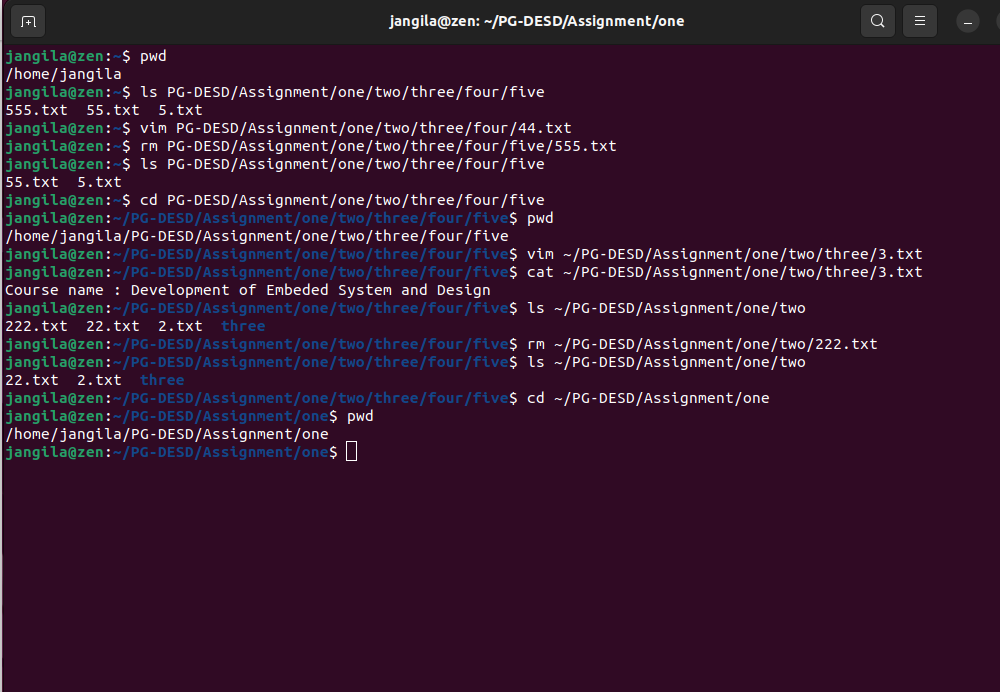 jangila@zen: ~/PG-DESD/Assignment/one
jangila@zen:~$ pwd
/home/jangila
jangila@zen:~$ ls PG-DESD/Assignment/one/two/three/four/five
555.txt  55.txt  5.txt
jangila@zen:~$ vim PG-DESD/Assignment/one/two/three/four/44.txt
jangila@zen:~$ rm PG-DESD/Assignment/one/two/three/four/five/555.txt
jangila@zen:~$ ls PG-DESD/Assignment/one/two/three/four/five
55.txt  5.txt
jangila@zen:~$ cd PG-DESD/Assignment/one/two/three/four/five
jangila@zen:~/PG-DESD/Assignment/one/two/three/four/five$ pwd
/home/jangila/PG-DESD/Assignment/one/two/three/four/five
jangila@zen:~/PG-DESD/Assignment/one/two/three/four/five$ vim ~/PG-DESD/Assignment/one/two/three/3.txt
jangila@zen:~/PG-DESD/Assignment/one/two/three/four/five$ cat ~/PG-DESD/Assignment/one/two/three/3.txt
Course name : Development of Embeded System and Design
jangila@zen:~/PG-DESD/Assignment/one/two/three/four/five$ ls ~/PG-DESD/Assignment/one/two
222.txt  22.txt  2.txt  three
jangila@zen:~/PG-DESD/Assignment/one/two/three/four/five$ rm ~/PG-DESD/Assignment/one/two/222.txt
jangila@zen:~/PG-DESD/Assignment/one/two/three/four/five$ ls ~/PG-DESD/Assignment/one/two
22.txt  2.txt  three
jangila@zen:~/PG-DESD/Assignment/one/two/three/four/five$ cd ~/PG-DESD/Assignment/one
jangila@zen:~/PG-DESD/Assignment/one$ pwd
/home/jangila/PG-DESD/Assignment/one
jangila@zen:~/PG-DESD/Assignment/one$